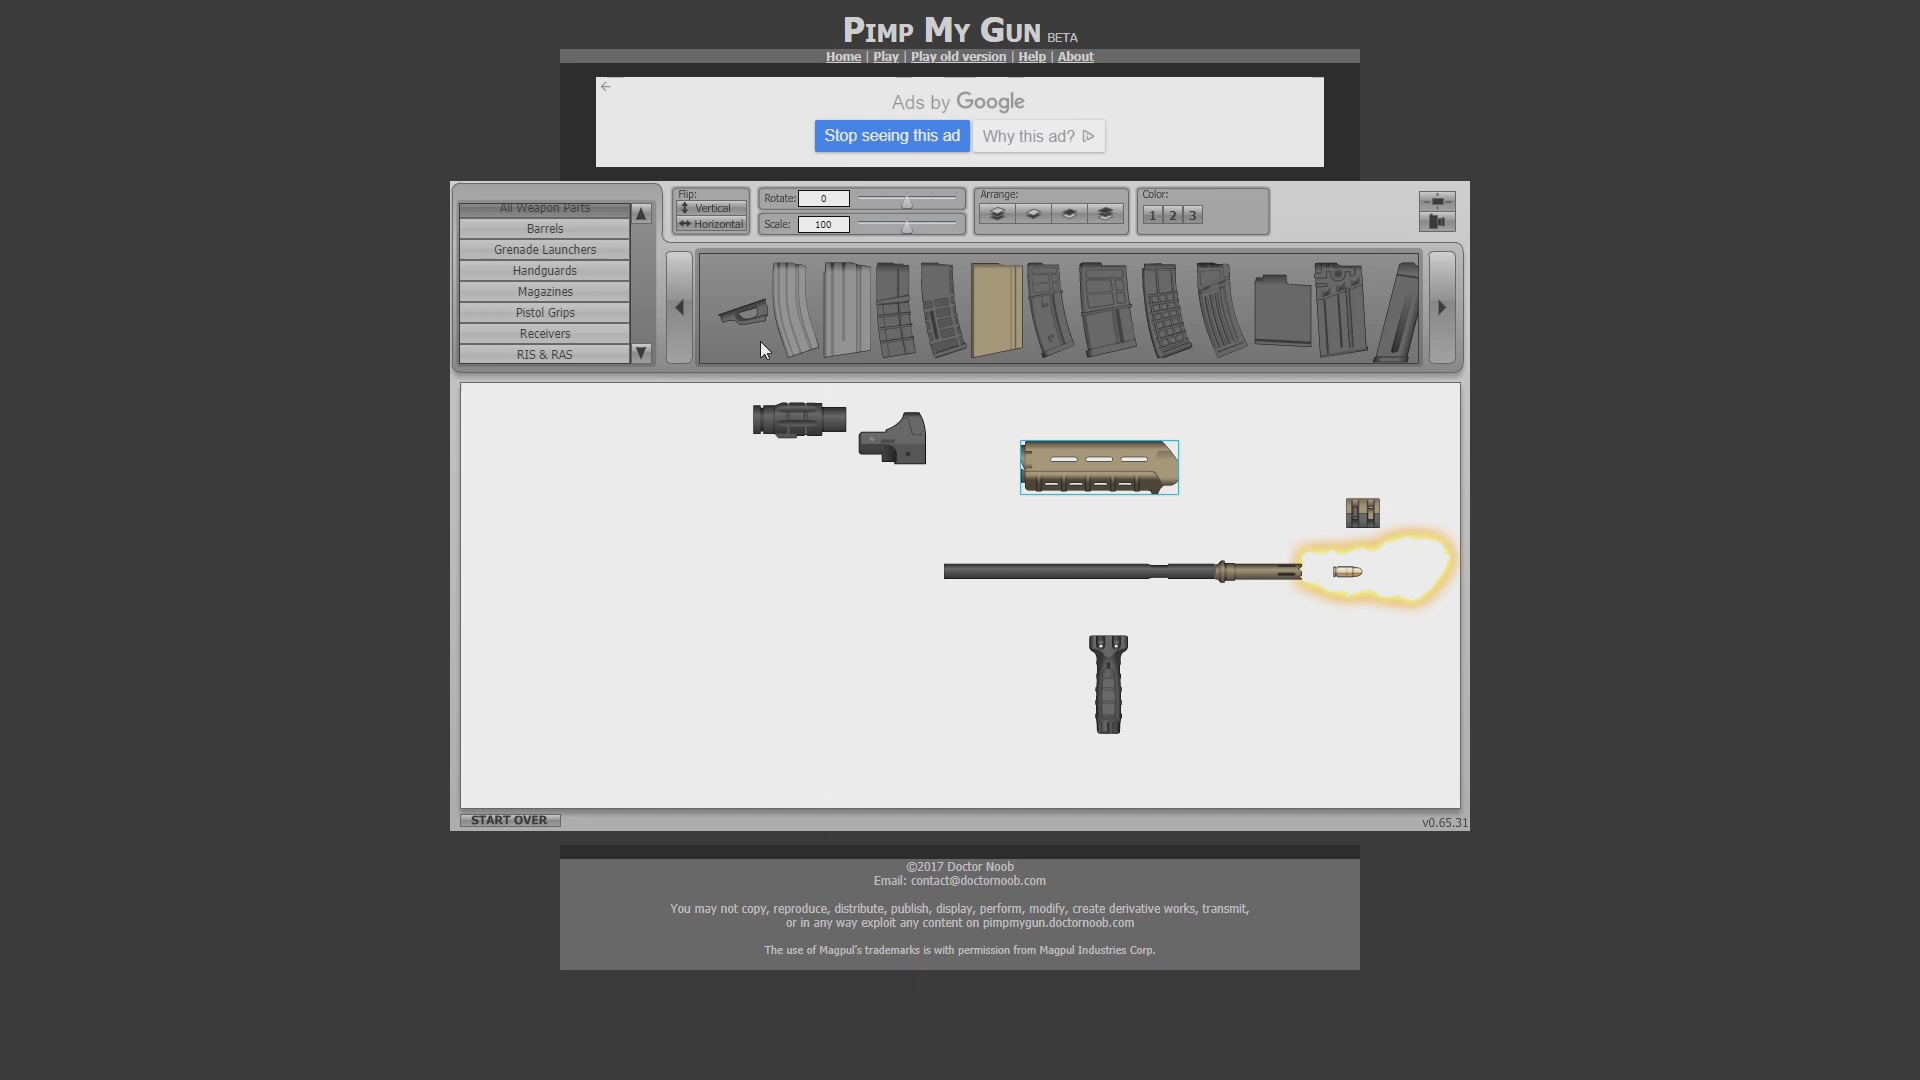 PIMP MY GUN BETA
Home | Play | Play old version | Help | About
Ads by Google
Stop seeing this ad
Why this ad?
All Weapon Parts
Barrels
Grenade Launchers
Handguards
Magazines
Pistol Grips
Receivers
RIS & RAS
Flip:
Vertical
Horizontal
Rotate: 0
Scale: 100
Arrange:
Color:
1 2 3
START OVER
v0.65.31
©2017 Doctor Noob
Email: contact@doctornoob.com
You may not copy, reproduce, distribute, publish, display, perform, modify, create derivative works, transmit,
or in any way exploit any content on pimpmygun.doctornoob.com
The use of Magpul's trademarks is with permission from Magpul Industries Corp.